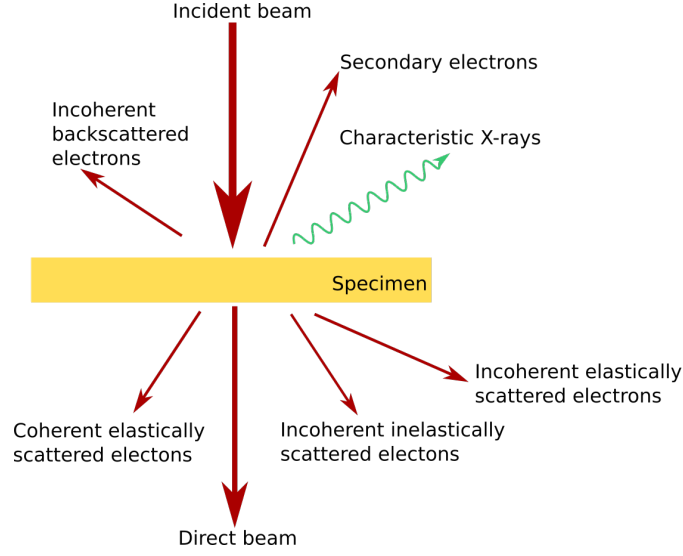 Incident beam
Secondary electrons
Incoherent
backscattered
electrons
Characteristic X-rays
Specimen
Incoherent elastically
scattered electrons
Coherent elastically
scattered electons
Incoherent inelastically
scattered electons
Direct beam